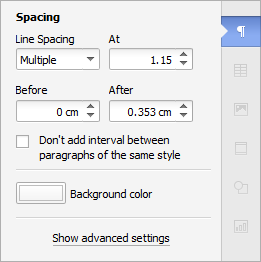 Spacing
Line Spacing At
Multiple 1.15
Before After
0 cm 0.353 cm
Don't add interval between
paragraphs of the same style
Background color
Show advanced settings